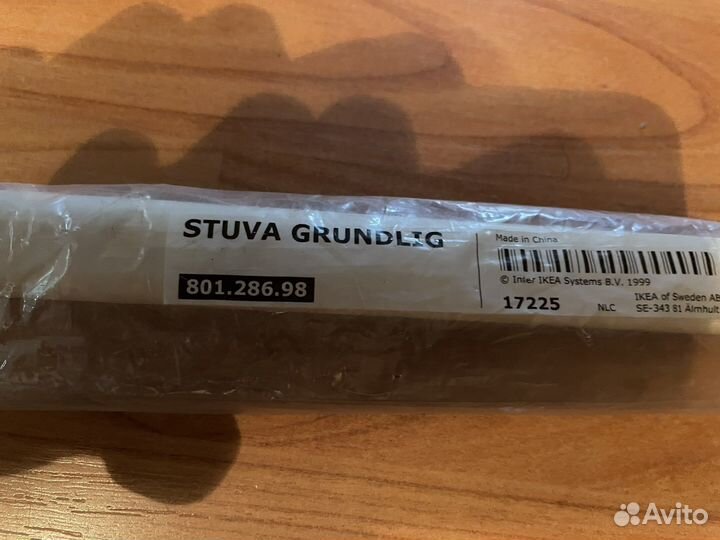 STUVA GRUNDLIG
801.286.98
Made in China
© Inter IKEA Systems B.V. 1999
17225 NLC IKEA of Sweden AB
SE-343 81 Älmhult
Avito